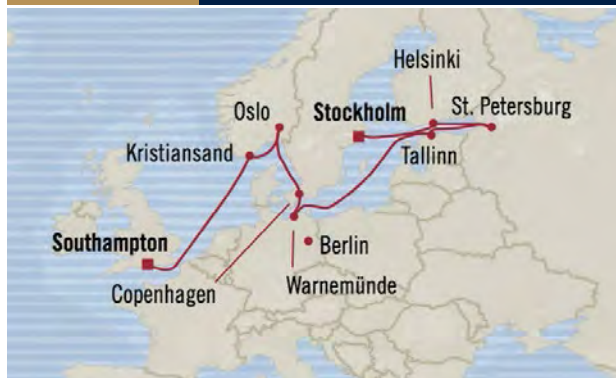 Helsinki
Oslo
Stockholm
St. Petersburg
Kristiansand
Tallinn
Southampton
Berlin
Copenhagen
Warnemünde